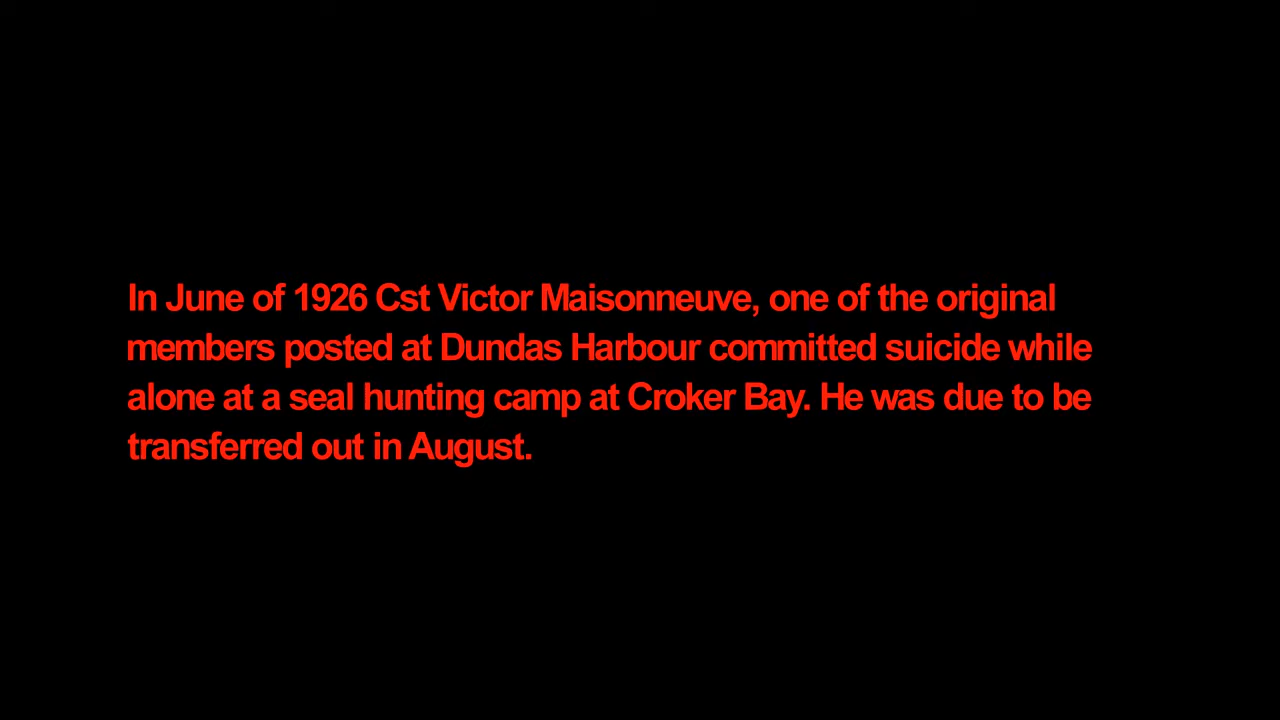 In June of 1926 Cst Victor Maisonneuve, one of the original
members posted at Dundas Harbour committed suicide while
alone at a seal hunting camp at Croker Bay. He was due to be
transferred out in August.